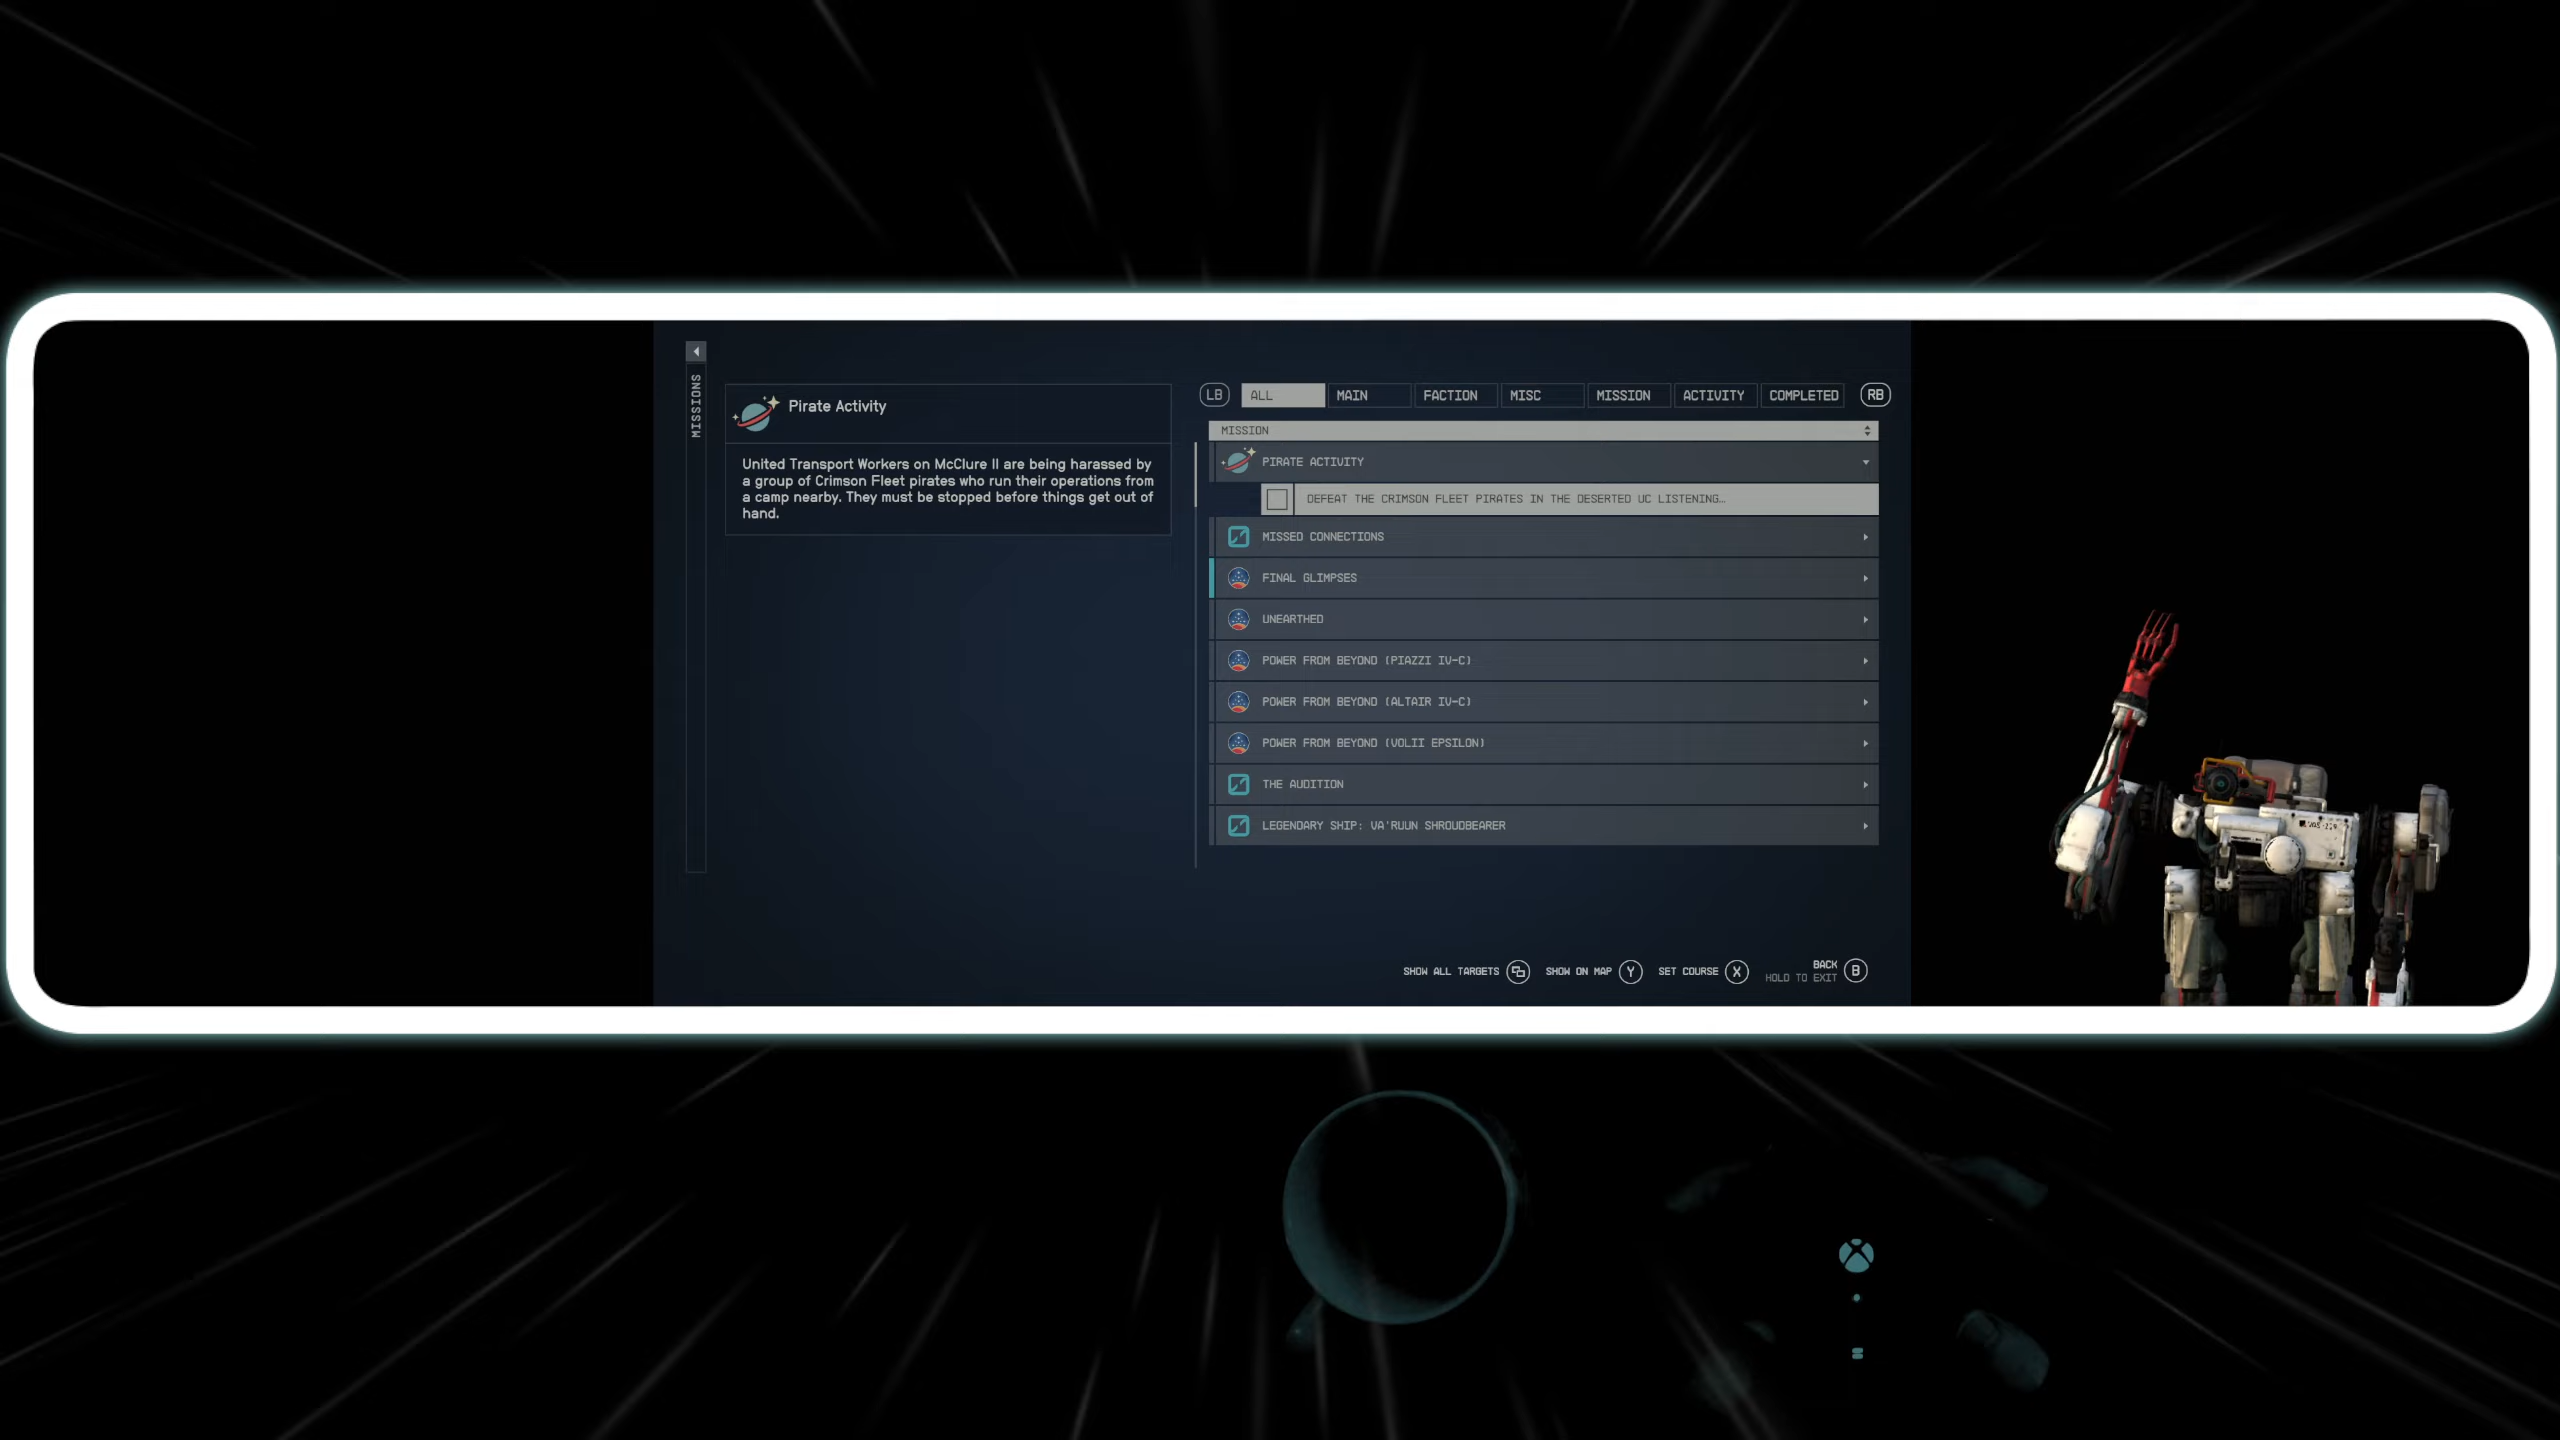 MISSIONS
Pirate Activity
United Transport Workers on McClure II are being harassed by
a group of Crimson Fleet pirates who run their operations from
a camp nearby. They must be stopped before things get out of
hand.
LB ALL MAIN FACTION MISC MISSION ACTIVITY COMPLETED RB
MISSION
PIRATE ACTIVITY
DEFEAT THE CRIMSON FLEET PIRATES IN THE DESERTED UC LISTENING...
MISSED CONNECTIONS
FINAL GLIMPSES
UNEARTHED
POWER FROM BEYOND (PIAZZI IV-C)
POWER FROM BEYOND (ALTAIR IV-C)
POWER FROM BEYOND (VOLII EPSILON)
THE AUDITION
LEGENDARY SHIP: VA'RUUN SHROUDBEARER
SHOW ALL TARGETS SHOW ON MAP Y SET COURSE X BACK B
HOLD TO EXIT